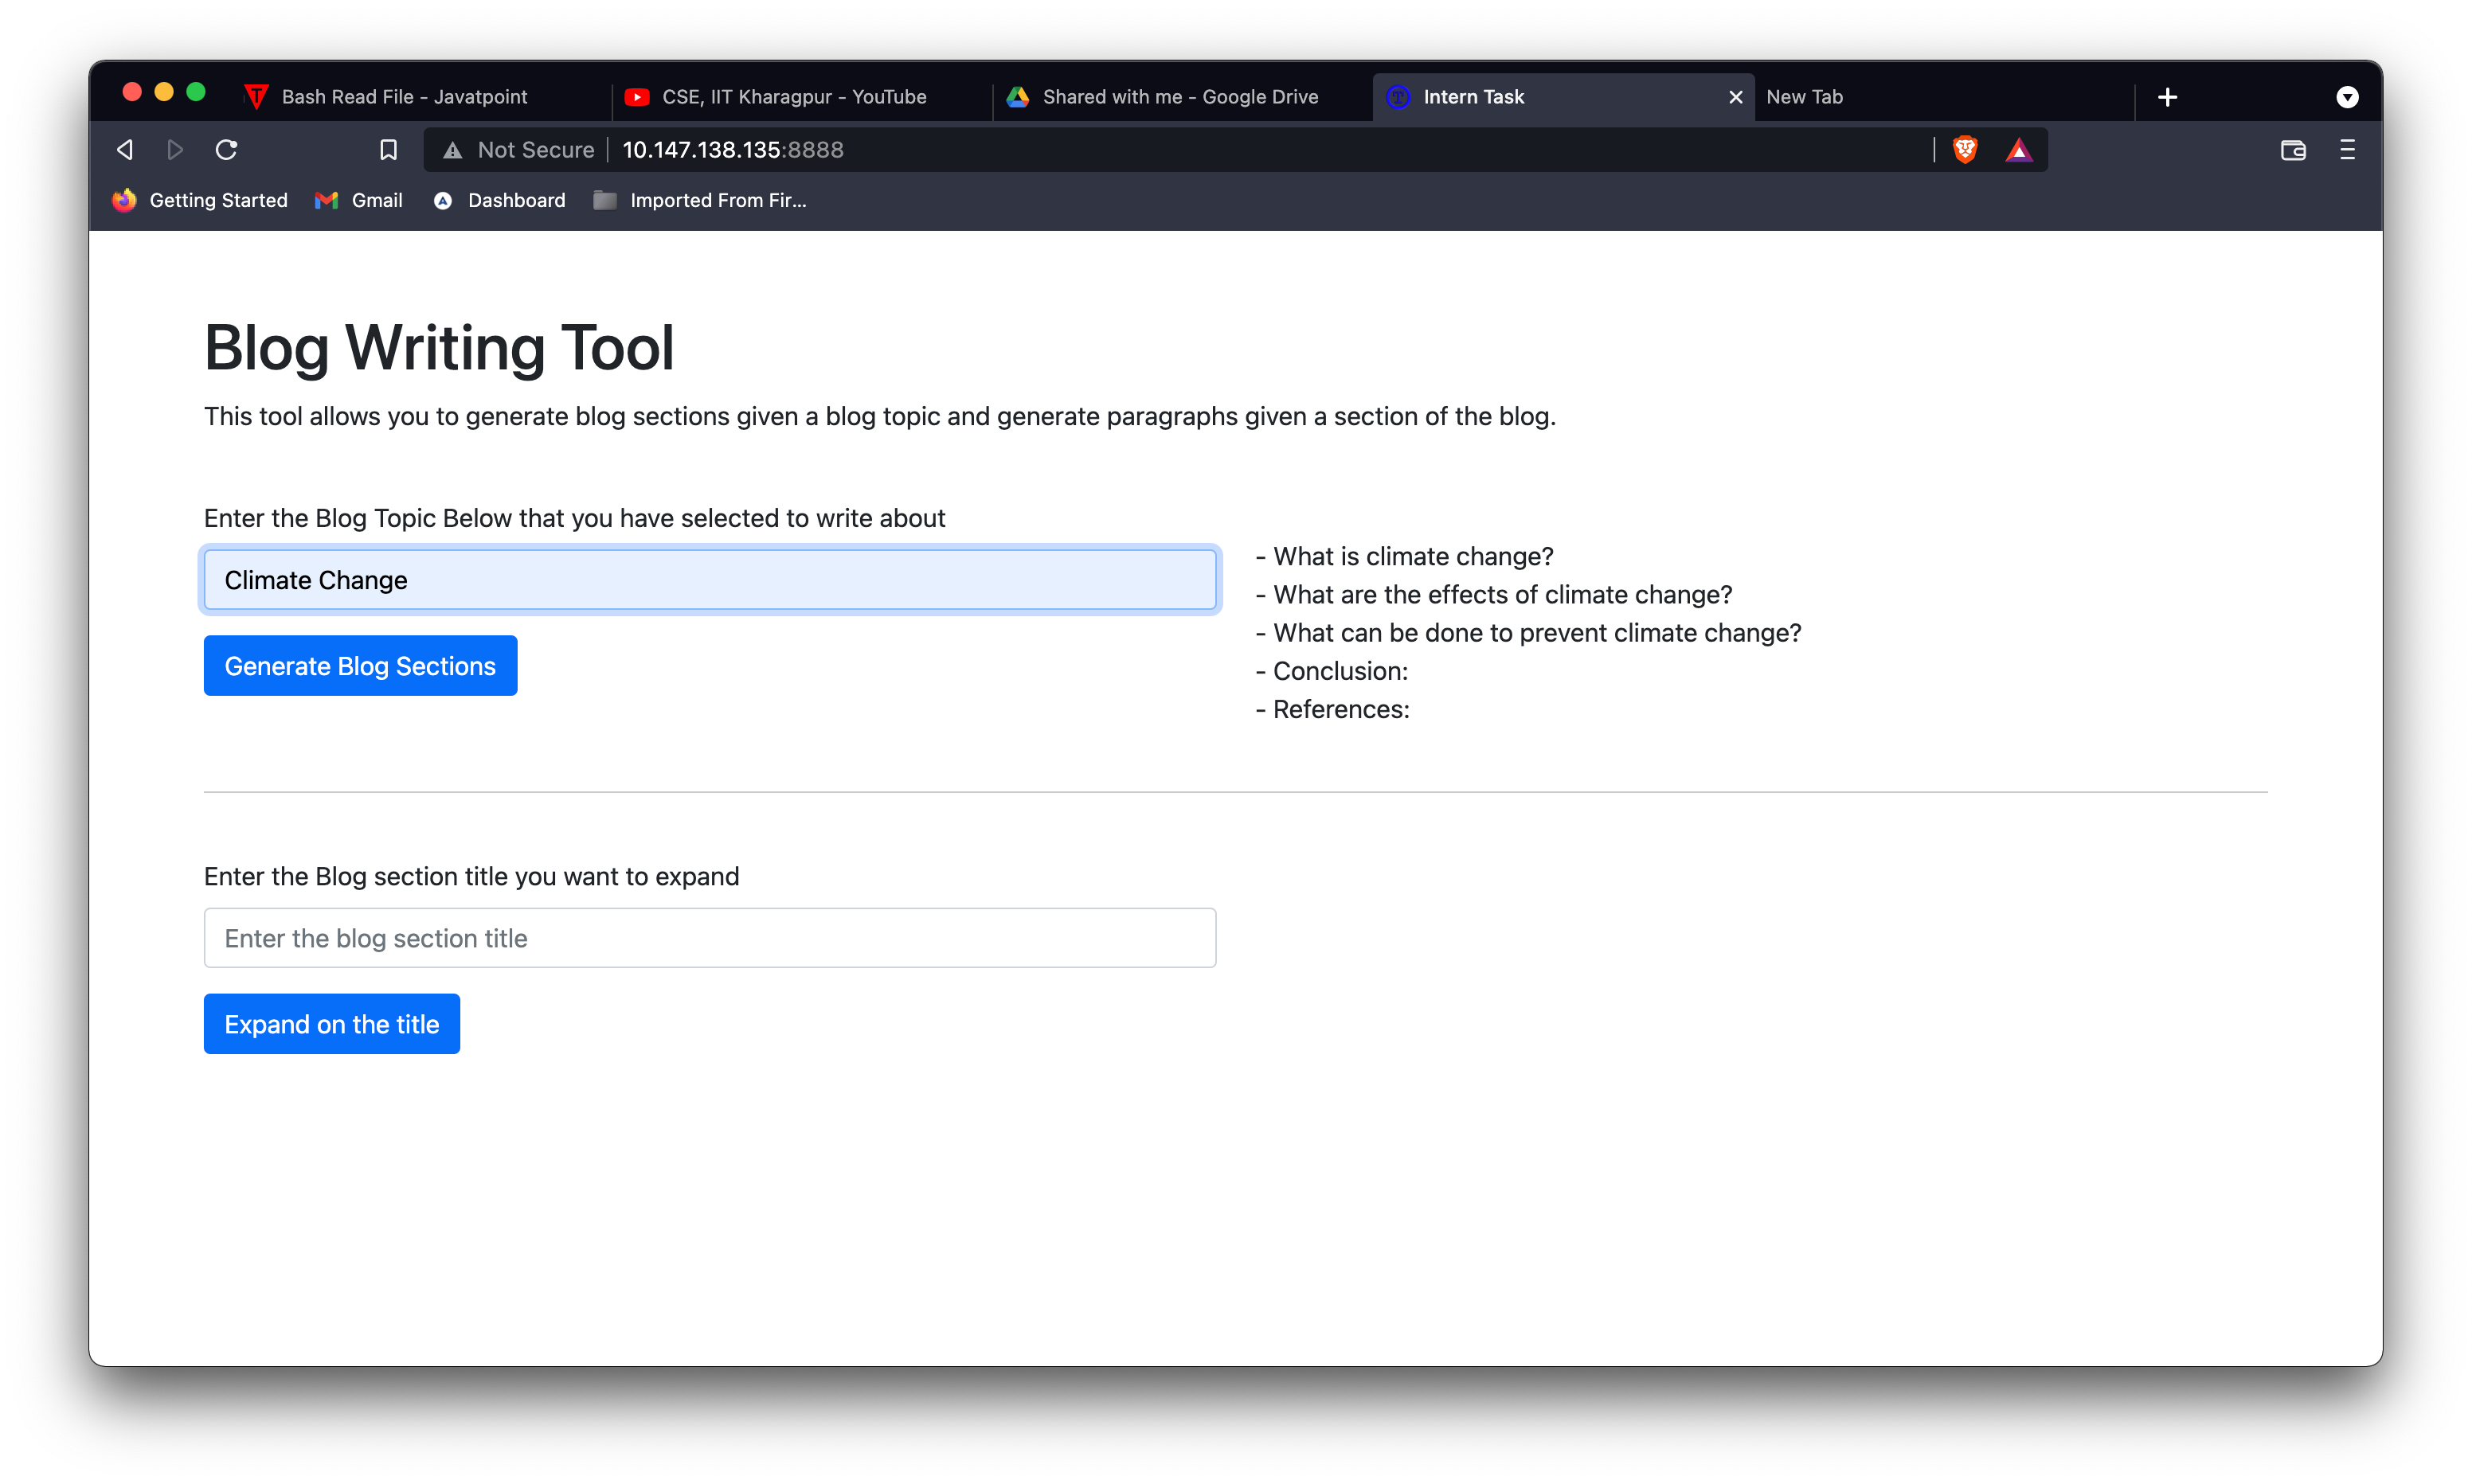 Bash Read File - Javatpoint
CSE, IIT Kharagpur - YouTube
Shared with me - Google Drive
Intern Task
New Tab
Not Secure
10.147.138.135:8888
Getting Started
Gmail
Dashboard
Imported From Fir...
Blog Writing Tool
This tool allows you to generate blog sections given a blog topic and generate paragraphs given a section of the blog.
Enter the Blog Topic Below that you have selected to write about
Climate Change
Generate Blog Sections
- What is climate change?
- What are the effects of climate change?
- What can be done to prevent climate change?
- Conclusion:
- References:
Enter the Blog section title you want to expand
Enter the blog section title
Expand on the title